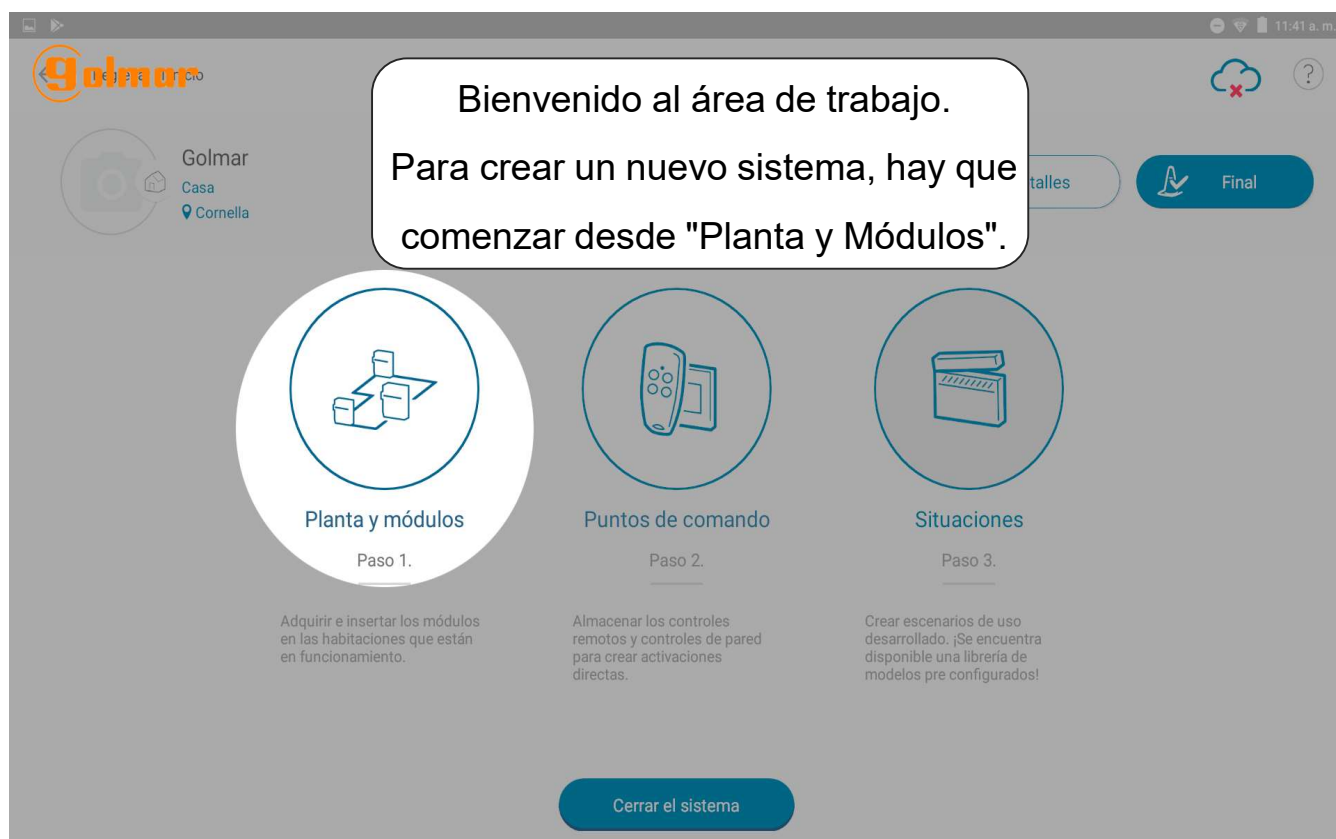 11:41 a. m.
golmar
Bienvenido al área de trabajo.
Para crear un nuevo sistema, hay que
comenzar desde "Planta y Módulos".
?
Golmar
Casa
Cornella
talles
Final
Planta y módulos
Puntos de comando
Situaciones
Paso 1.
Paso 2.
Paso 3.
Adquirir e insertar los módulos
en las habitaciones que están
en funcionamiento.
Almacenar los controles
remotos y controles de pared
para crear activaciones
directas.
Crear escenarios de uso
desarrollado. ¡Se encuentra
disponible una librería de
modelos pre configurados!
Cerrar el sistema